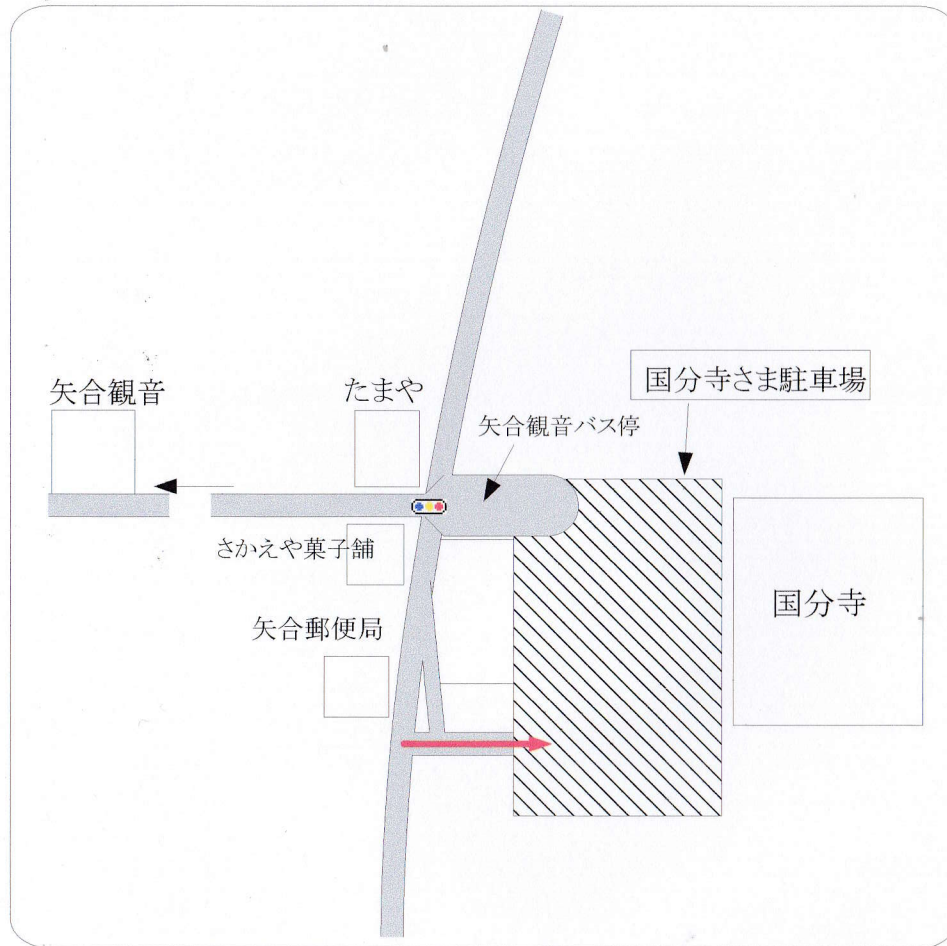 矢合観音
たまや
国分寺さま駐車場
矢合観音バス停
さかえや菓子舗
国分寺
矢合郵便局